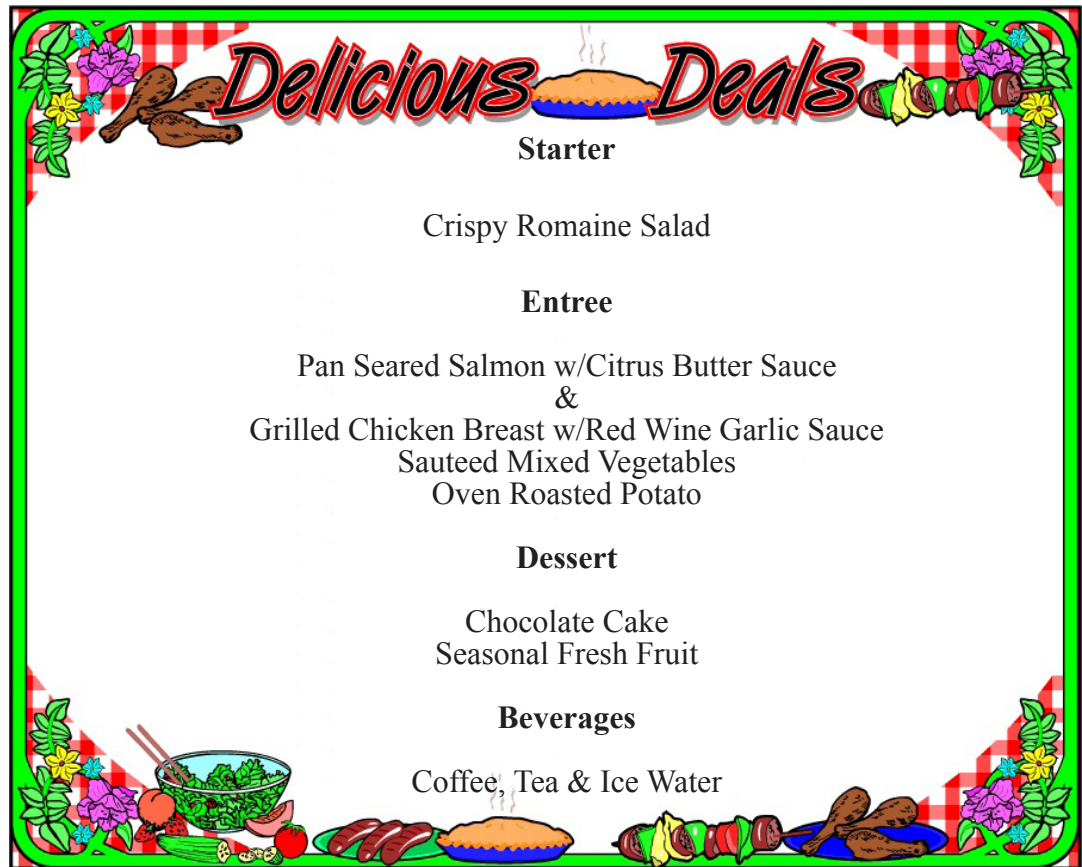 Delicious Deals
Starter
Crispy Romaine Salad
Entree
Pan Seared Salmon w/Citrus Butter Sauce
&
Grilled Chicken Breast w/Red Wine Garlic Sauce
Sauteed Mixed Vegetables
Oven Roasted Potato
Dessert
Chocolate Cake
Seasonal Fresh Fruit
Beverages
Coffee, Tea & Ice Water